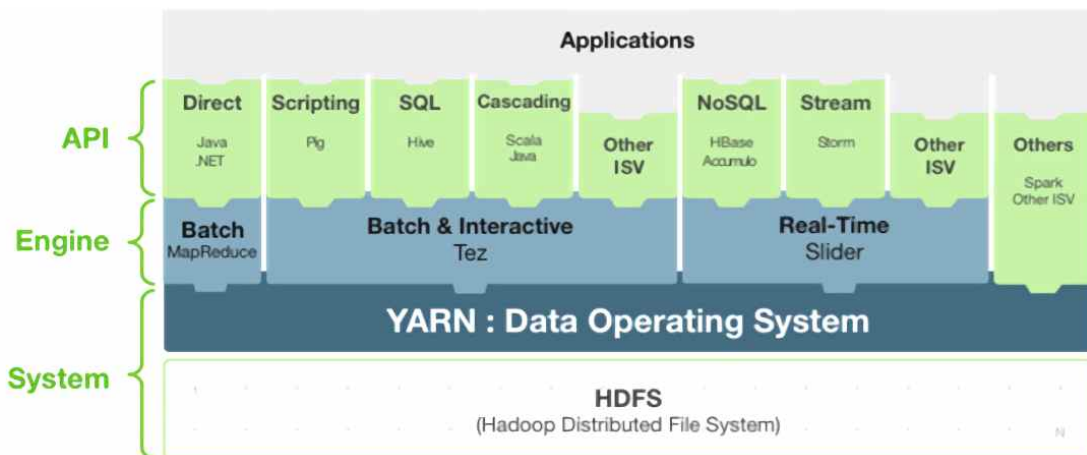 Applications
API
Direct
Java
.NET
Scripting
Pig
SQL
Hive
Cascading
Scala
Java
Other
ISV
NoSQL
HBase
Accumulo
Stream
Storm
Other
ISV
Others
Spark
Other ISV
Engine
Batch
MapReduce
Batch & Interactive
Tez
Real-Time
Slider
System
YARN : Data Operating System
HDFS
(Hadoop Distributed File System)
N